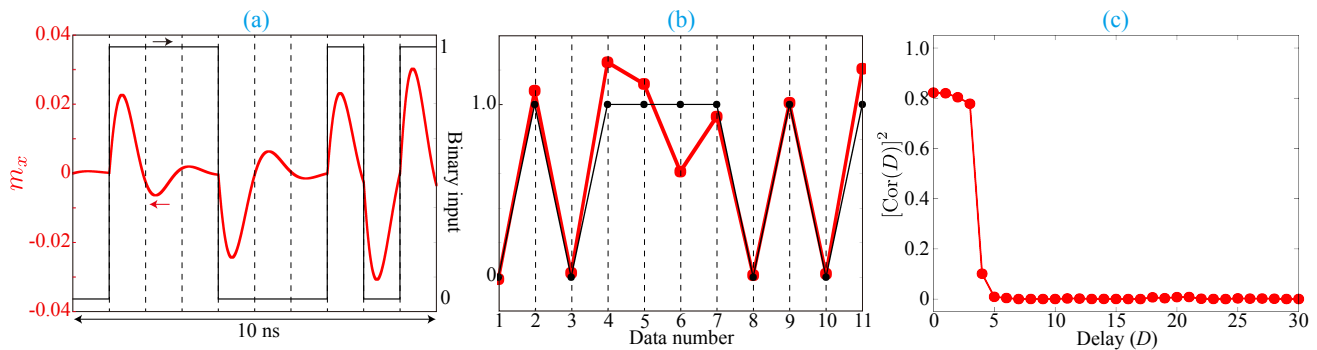 (a)
0.04
0.02
0
-0.02
-0.04
m_x
1
0
Binary input
10 ns
(b)
1.0
0
1 2 3 4 5 6 7 8 9 10 11
Data number
(c)
1.0
0.8
0.6
0.4
0.2
0.0
[Cor(D)]²
0 5 10 15 20 25 30
Delay (D)